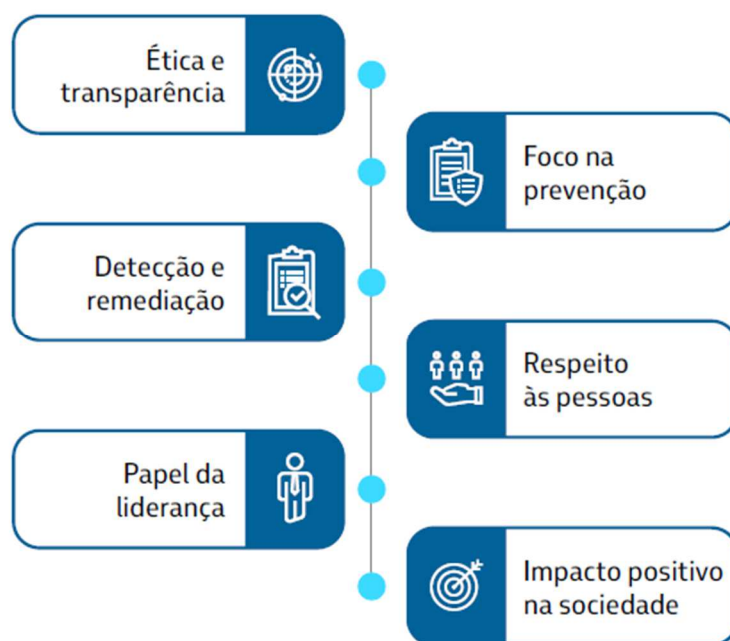 Ética e
transparência
Foco na
prevenção
Detecção e
remediação
Respeito
às pessoas
Papel da
liderança
Impacto positivo
na sociedade